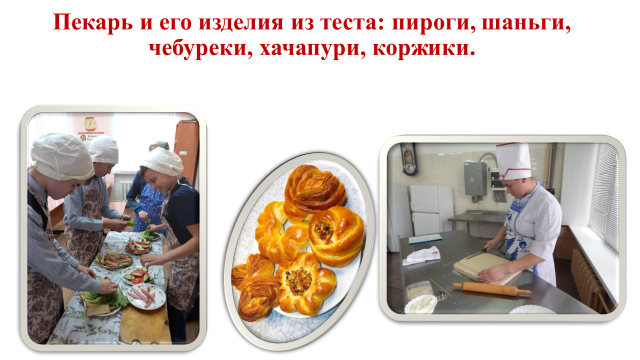 Пекарь и его изделия из теста: пироги, шаньги,
чебуреки, хачапури, коржики.